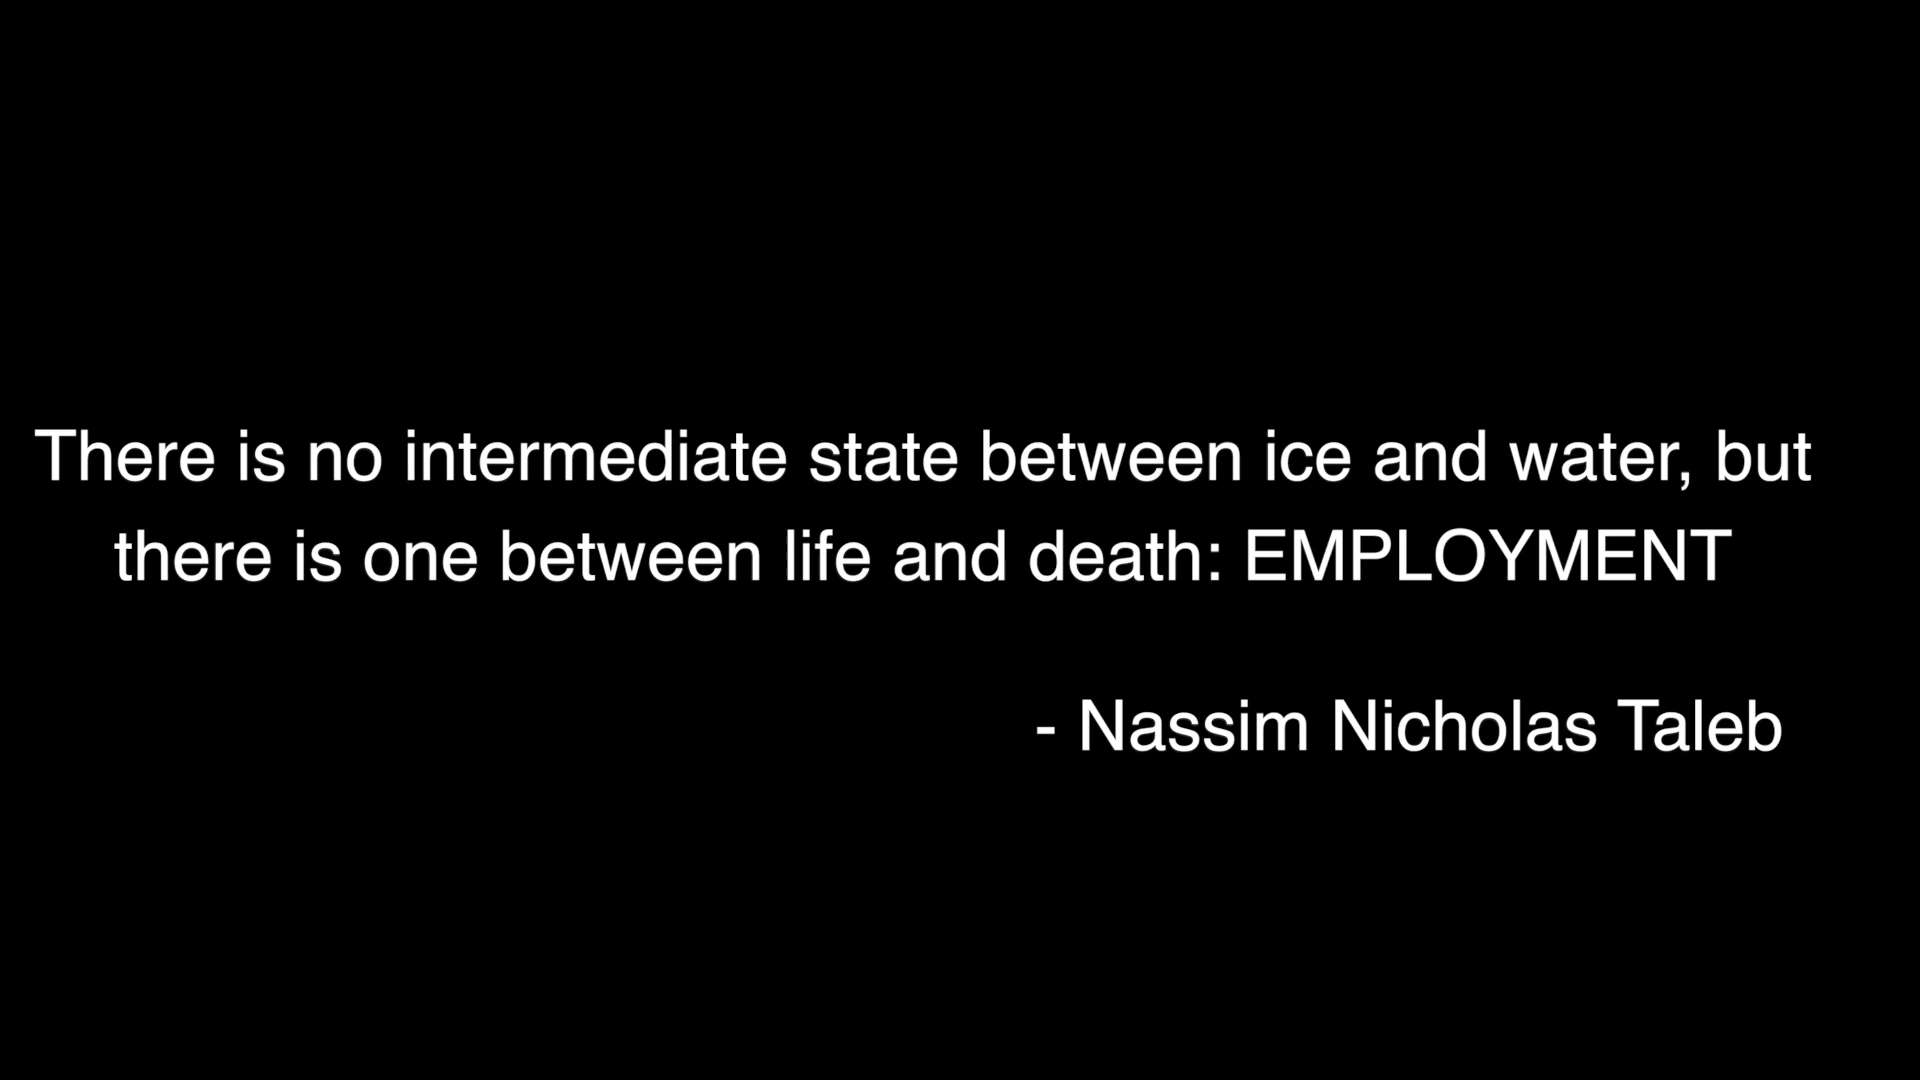 There is no intermediate state between ice and water, but
there is one between life and death: EMPLOYMENT
- Nassim Nicholas Taleb